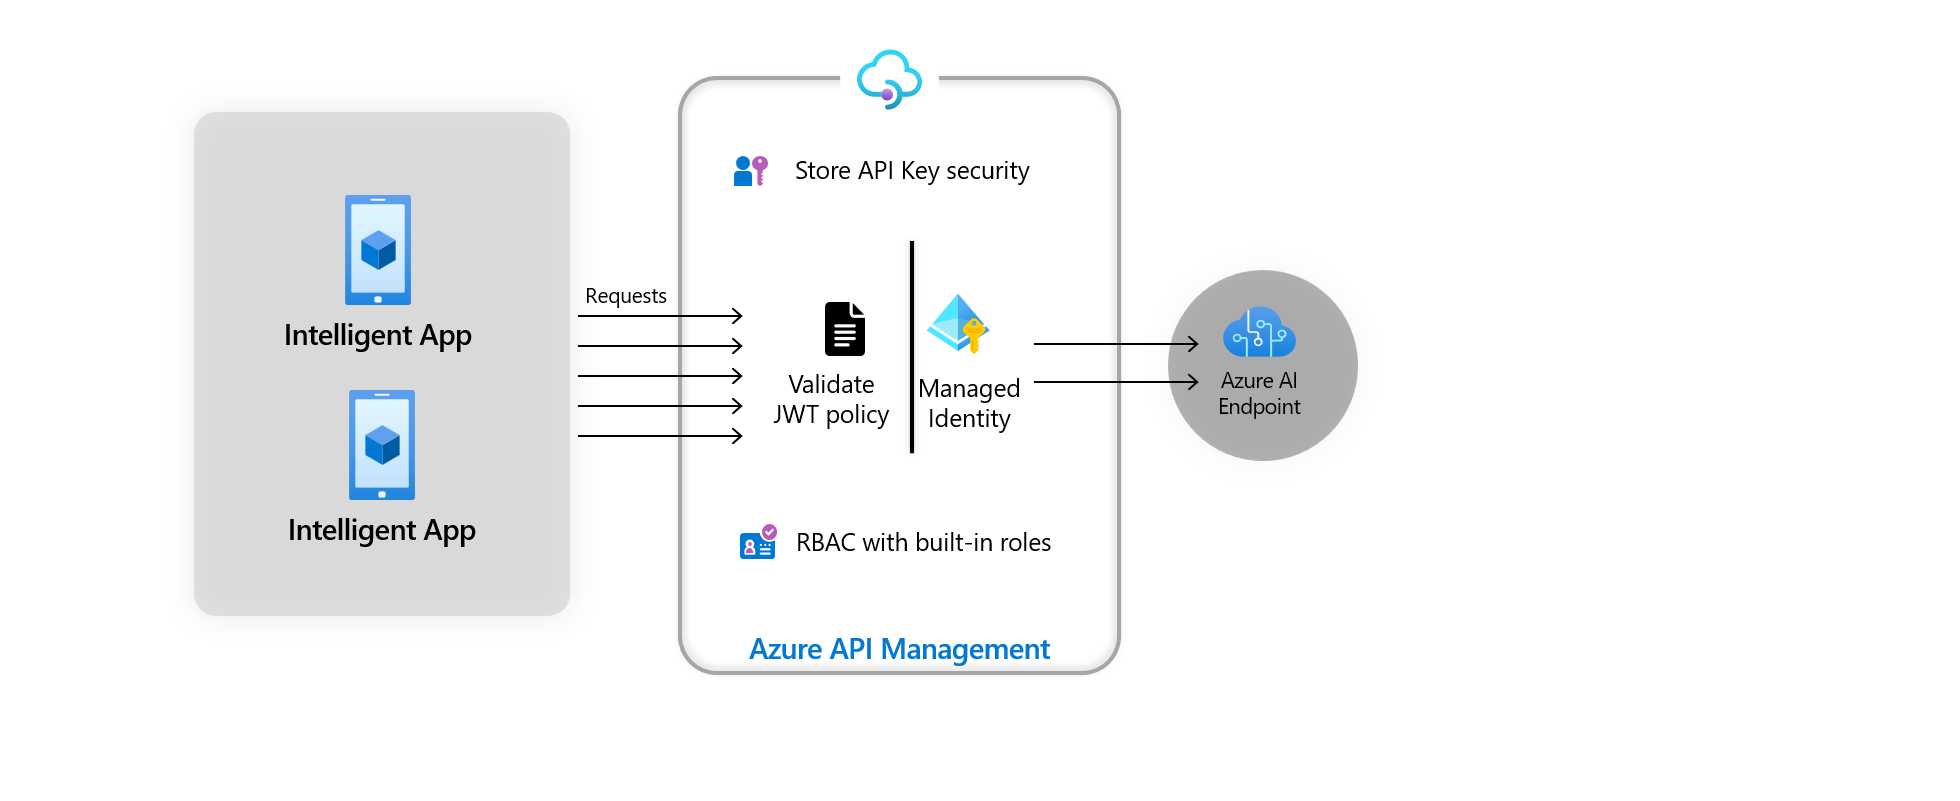 Intelligent App
Intelligent App
Requests
Store API Key security
Validate
JWT policy
Managed
Identity
RBAC with built-in roles
Azure API Management
Azure AI
Endpoint